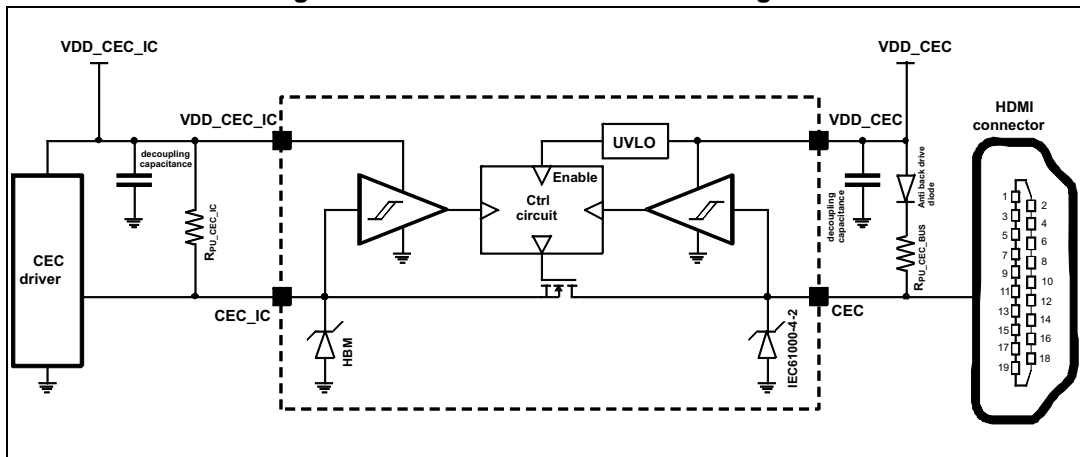 VDD_CEC_IC
VDD_CEC
VDD_CEC_IC
VDD_CEC
HDMI
connector
UVLO
decoupling
capacitance
Enable
Ctrl
circuit
decoupling
capacitance
Anti back drive
diode
RPU_CEC_IC
RPU_CEC_BUS
CEC
driver
CEC_IC
CEC
HBM
IEC61000-4-2
1
2
3
4
5
6
7
8
9
10
11
12
13
14
15
16
17
18
19